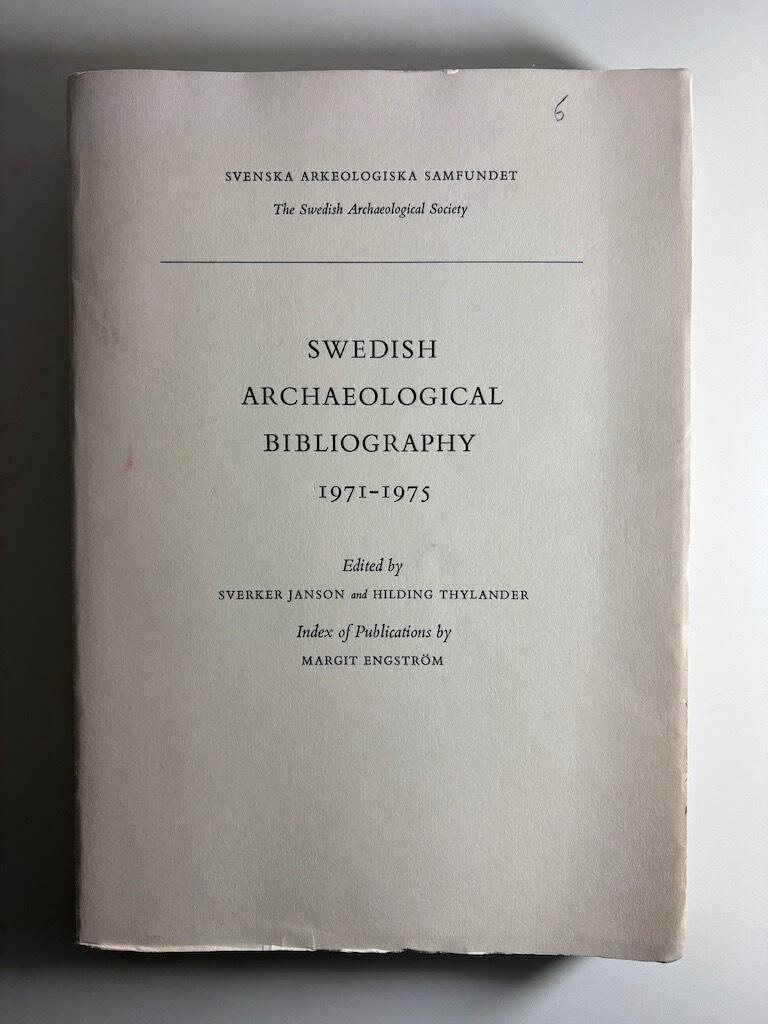 6
SVENSKA ARKEOLOGISKA SAMFUNDET
The Swedish Archaeological Society
SWEDISH
ARCHAEOLOGICAL
BIBLIOGRAPHY
1971-1975
Edited by
SVERKER JANSON and HILDING THYLANDER
Index of Publications by
MARGIT ENGSTRÖM